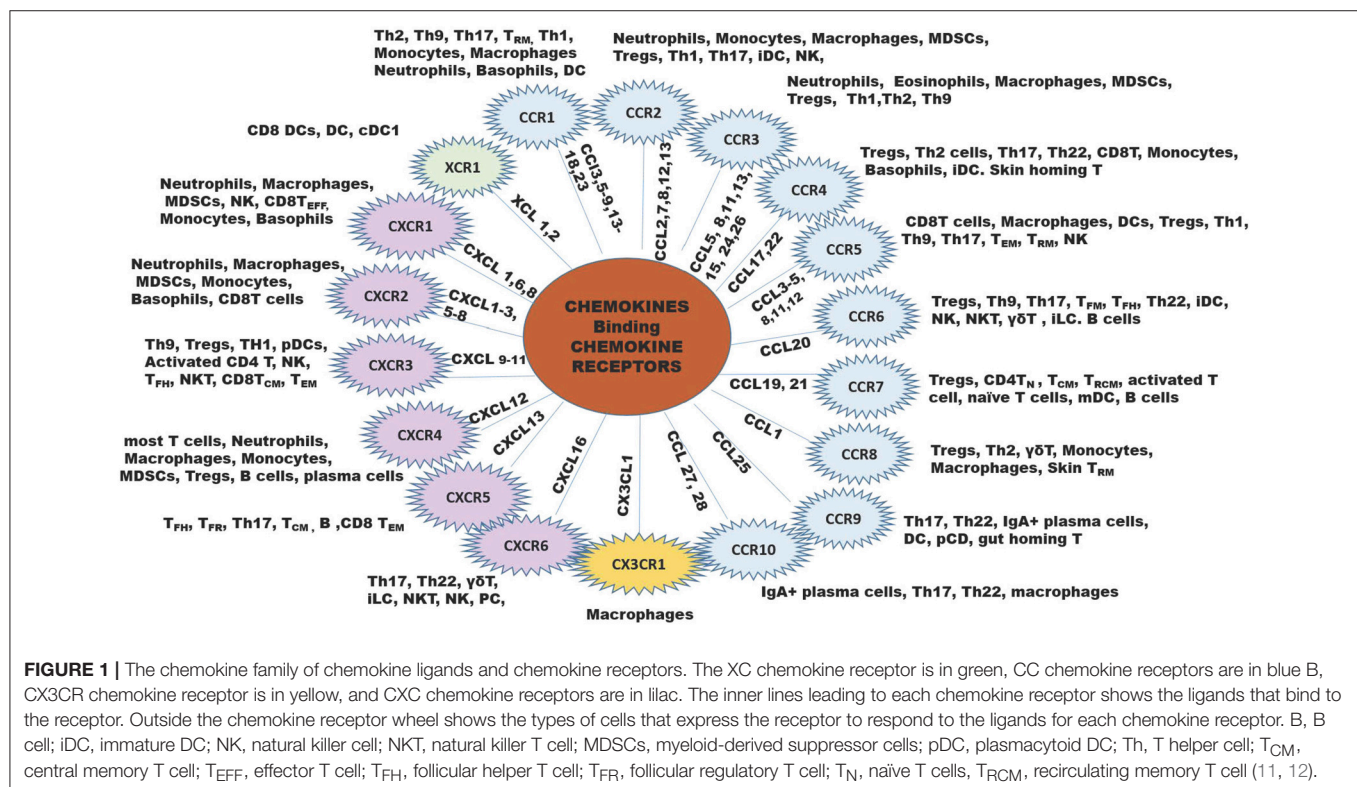 Th2, Th9, Th17, TRM, Th1,
Monocytes, Macrophages
Neutrophils, Basophils, DC
CCR1
CCl3,5-9,13-
18,23
Neutrophils, Monocytes, Macrophages, MDSCs,
Tregs, Th1, Th17, iDC, NK,
CCR2
CCL2,7,8,12,13
Neutrophils, Eosinophils, Macrophages, MDSCs,
Tregs, Th1,Th2, Th9
CCR3
CCL5, 8,11,13,
15, 24,26
Tregs, Th2 cells, Th17, Th22, CD8T, Monocytes,
Basophils, iDC. Skin homing T
CCR4
CCL17,22
CD8T cells, Macrophages, DCs, Tregs, Th1,
Th9, Th17, TEM, TRM, NK
CCR5
CCL3-5,
8,11,12
Tregs, Th9, Th17, TFM, TFH, Th22, iDC,
NK, NKT, γδT , iLC. B cells
CCR6
CCL20
Tregs, CD4TN , TCM, TRCM, activated T
cell, naïve T cells, mDC, B cells
CCR7
CCL19, 21
Tregs, Th2, γδT, Monocytes,
Macrophages, Skin TRM
CCR8
CCL1
Th17, Th22, IgA+ plasma cells,
DC, pCD, gut homing T
CCR9
CCL25
IgA+ plasma cells, Th17, Th22, macrophages
CCR10
CCL 27, 28
Macrophages
CX3CR1
CX3CL1
Th17, Th22, γδT,
iLC, NKT, NK, PC,
CXCR6
CXCL16
TFH, TFR, Th17, TCM , B ,CD8 TEM
CXCR5
CXCL13
most T cells, Neutrophils,
Macrophages, Monocytes,
MDSCs, Tregs, B cells, plasma cells
CXCR4
CXCL12
Th9, Tregs, TH1, pDCs,
Activated CD4 T, NK,
TFH, NKT, CD8TCM, TEM
CXCR3
CXCL 9-11
Neutrophils, Macrophages,
MDSCs, Monocytes,
Basophils, CD8T cells
CXCR2
CXCL1-3,
5-8
Neutrophils, Macrophages,
MDSCs, NK, CD8TEFF,
Monocytes, Basophils
CXCR1
CXCL 1,6,8
CD8 DCs, DC, cDC1
XCR1
XCL 1,2
CHEMOKINES
Binding
CHEMOKINE
RECEPTORS
FIGURE 1 | The chemokine family of chemokine ligands and chemokine receptors. The XC chemokine receptor is in green, CC chemokine receptors are in blue B,
CX3CR chemokine receptor is in yellow, and CXC chemokine receptors are in lilac. The inner lines leading to each chemokine receptor shows the ligands that bind to
the receptor. Outside the chemokine receptor wheel shows the types of cells that express the receptor to respond to the ligands for each chemokine receptor. B, B
cell; iDC, immature DC; NK, natural killer cell; NKT, natural killer T cell; MDSCs, myeloid-derived suppressor cells; pDC, plasmacytoid DC; Th, T helper cell; TCM,
central memory T cell; TEFF, effector T cell; TFH, follicular helper T cell; TFR, follicular regulatory T cell; TN, naïve T cells, TRCM, recirculating memory T cell (11, 12).